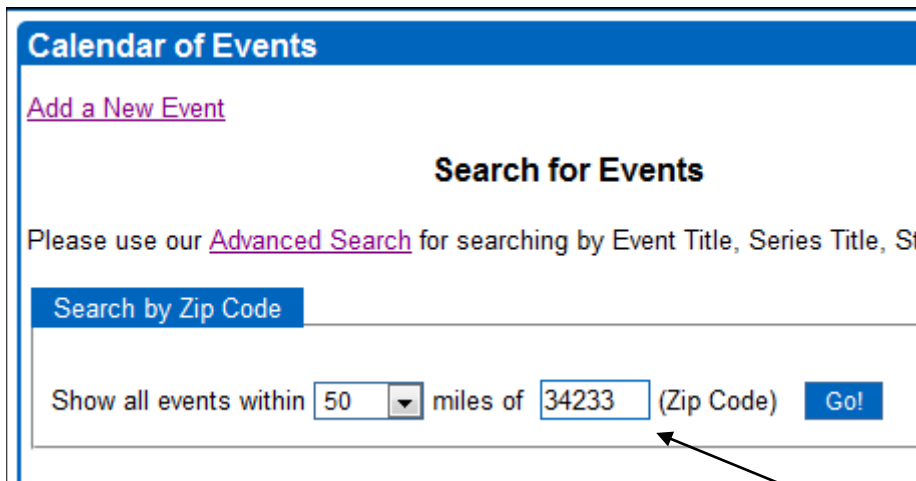 Calendar of Events
Add a New Event
Search for Events
Please use our Advanced Search for searching by Event Title, Series Title,
Search by Zip Code
Show all events within 50 miles of 34233 (Zip Code) Go!